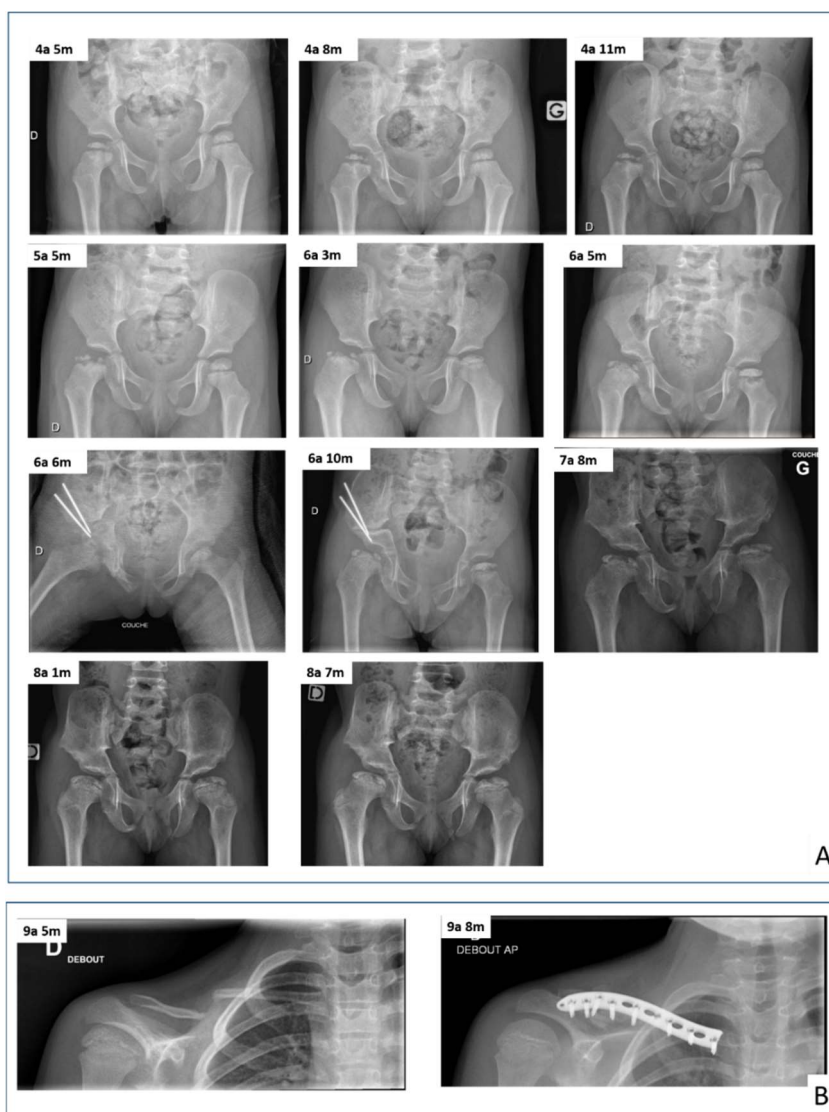 4a 5m
D
4a 8m
G
4a 11m
D
5a 5m
D
6a 3m
D
6a 5m
6a 6m
D
COUCHE
6a 10m
D
7a 8m
COUCHE
G
8a 1m
D
8a 7m
D
A
9a 5m
D
DEBOUT
9a 8m
DEBOUT AP
B